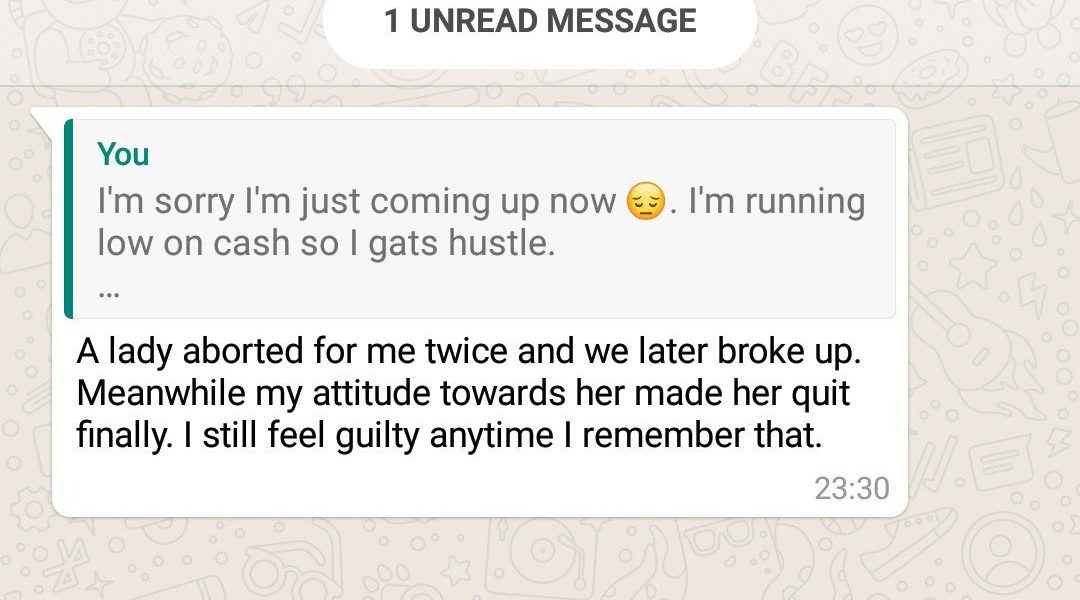 1 UNREAD MESSAGE
You
I'm sorry I'm just coming up now 😔. I'm running
low on cash so I gats hustle.
...
A lady aborted for me twice and we later broke up.
Meanwhile my attitude towards her made her quit
finally. I still feel guilty anytime I remember that.
23:30